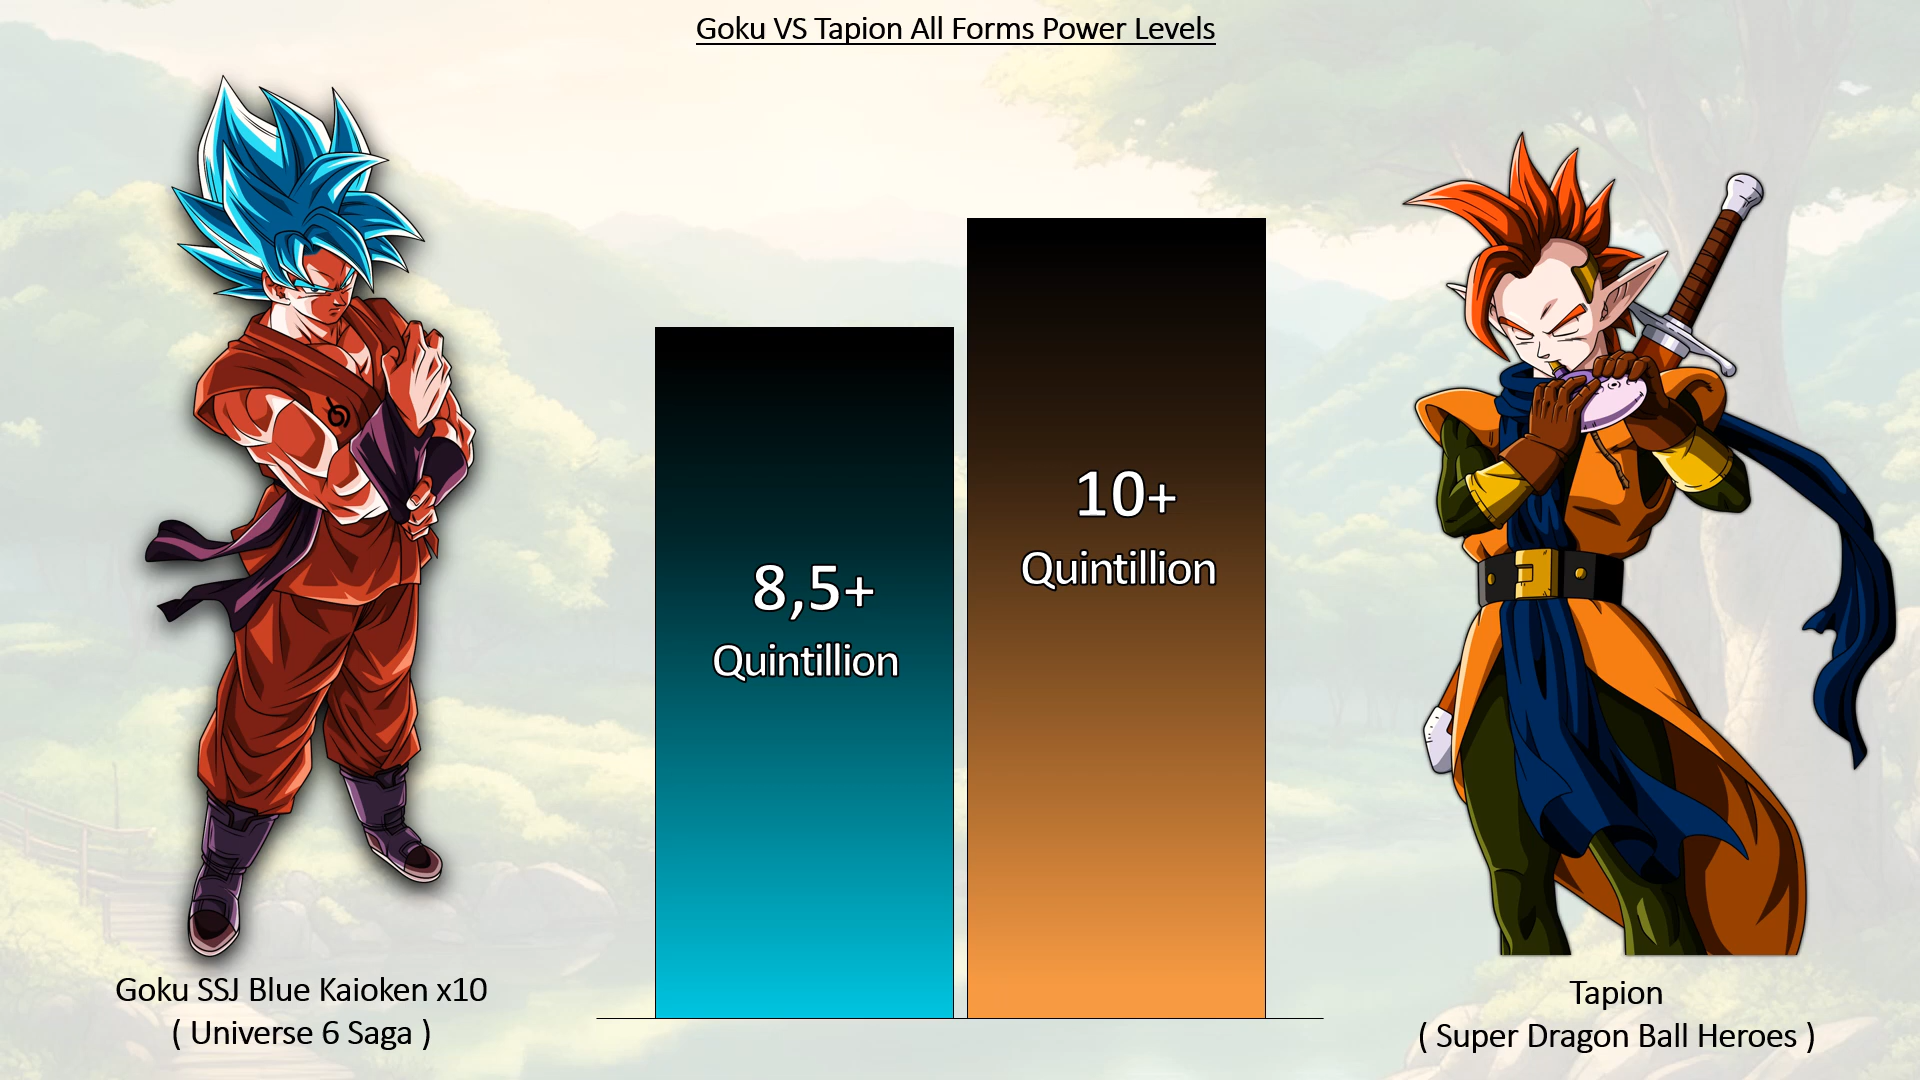 Goku VS Tapion All Forms Power Levels
8,5+
Quintillion
10+
Quintillion
Goku SSJ Blue Kaioken x10
( Universe 6 Saga )
Tapion
( Super Dragon Ball Heroes )